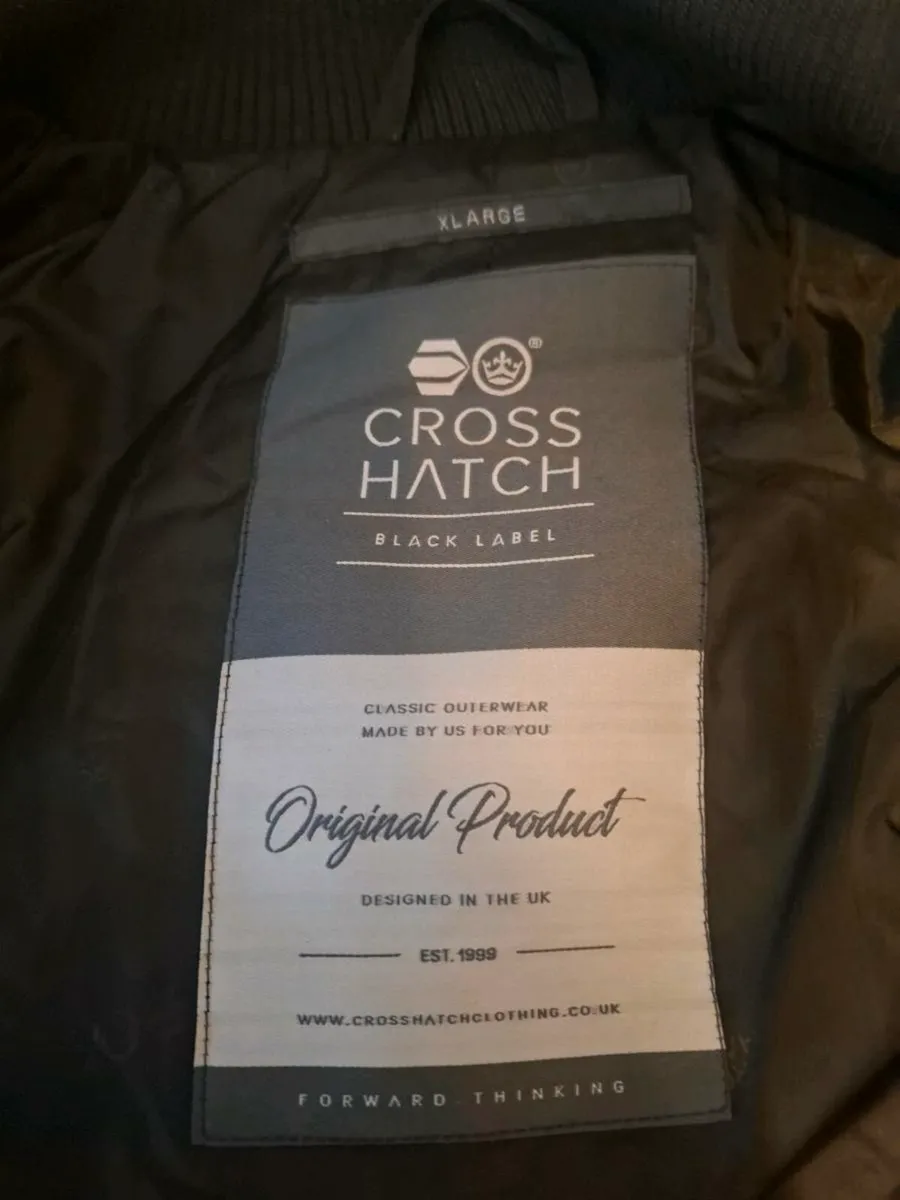 XLARGE
®
CROSS
HATCH
BLACK LABEL
CLASSIC OUTERWEAR
MADE BY US FOR YOU
Original Product
DESIGNED IN THE UK
EST. 1999
WWW.CROSSHATCHCLOTHING.CO.UK
FORWARD THINKING